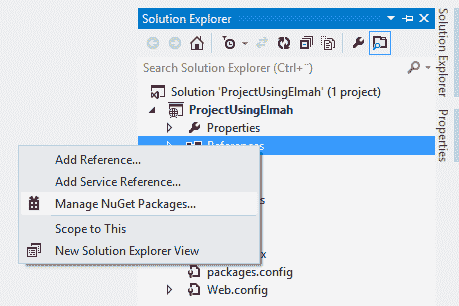 Solution Explorer
Search Solution Explorer (Ctrl+¨)
Solution 'ProjectUsingElmah' (1 project)
ProjectUsingElmah
Properties
References
Add Reference...
Add Service Reference...
Manage NuGet Packages...
Scope to This
New Solution Explorer View
packages.config
Web.config
Solution Explorer
Properties